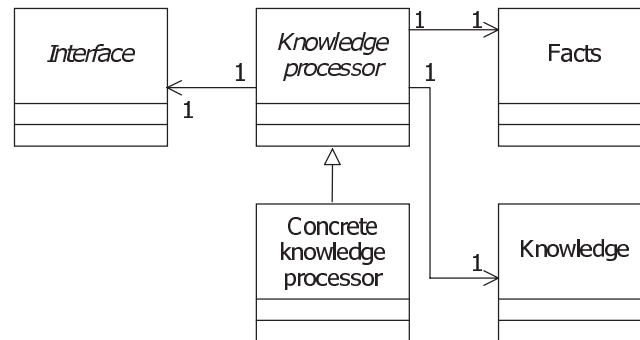 Interface
Knowledge
processor
Facts
1
1
1
1
1
1
Concrete
knowledge
processor
Knowledge